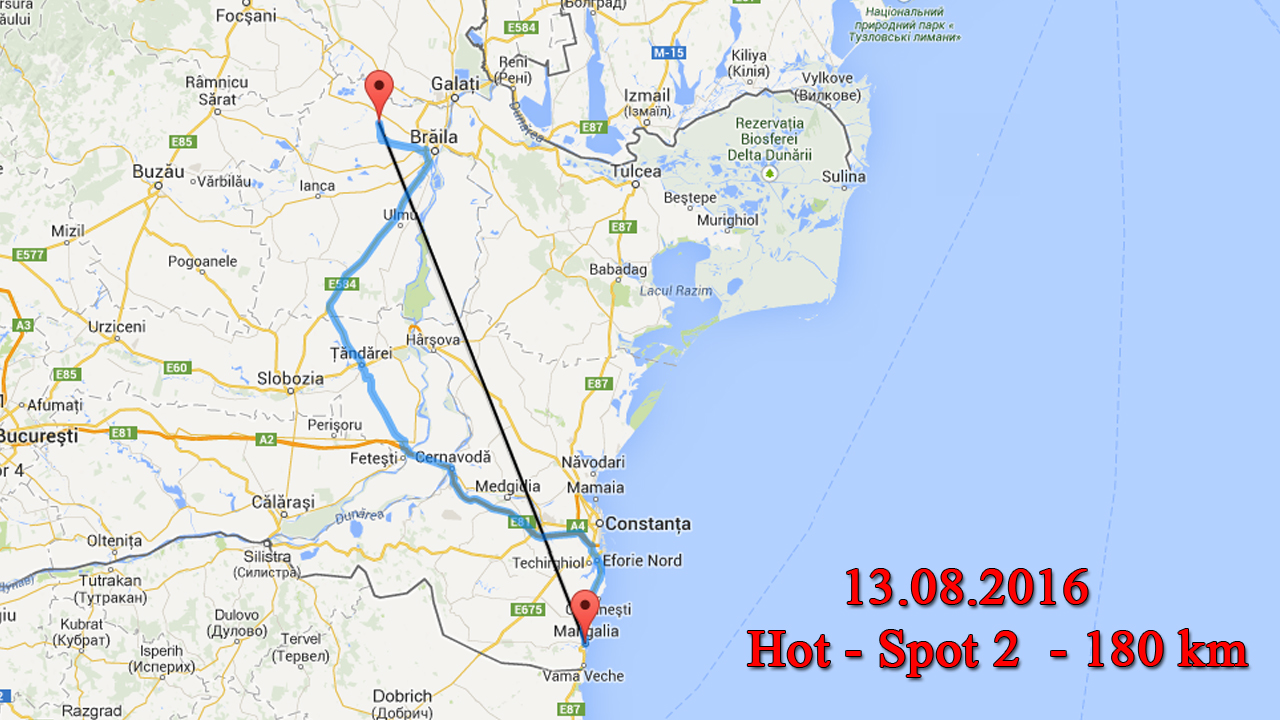 Болград)
Національний
природний парк «
Тузловські лимани»
Focșani
E584
M-15
Reni
(Рені)
Kiliya
(Кілія)
Galați
Râmnicu
Sărat
Vylkove
(Вилкове)
Izmail
(Ізмаїл)
Dunărea
E87
Rezervația
Biosferei
Delta Dunării
Brăila
E85
Buzău
Vărbilău
Ianca
Tulcea
Sulina
Beștepe
Murighiol
Ulmu
E87
Mizil
E577
Pogoanele
Babadag
E584
Lacul Razim
A3
Urziceni
Hârșova
Țăndărei
E60
E85
Slobozia
E87
Afumați
Perișoru
București
E81
A2
Fetești
Cernavodă
Năvodari
or 4
Medgidia
Mamaia
Călărași
Dunărea
E81
A4
Constanța
Oltenița
Silistra
(Силистра)
Techirghiol
Eforie Nord
Tutrakan
(Тутракан)
13.08.2016
E675
Mangalia
Dulovo
(Дулово)
Kubrat
(Кубрат)
Tervel
(Тервел)
Isperih
(Исперих)
Hot - Spot 2 - 180 km
Vama Veche
Dobrich
(Добрич)
Razgrad
E87